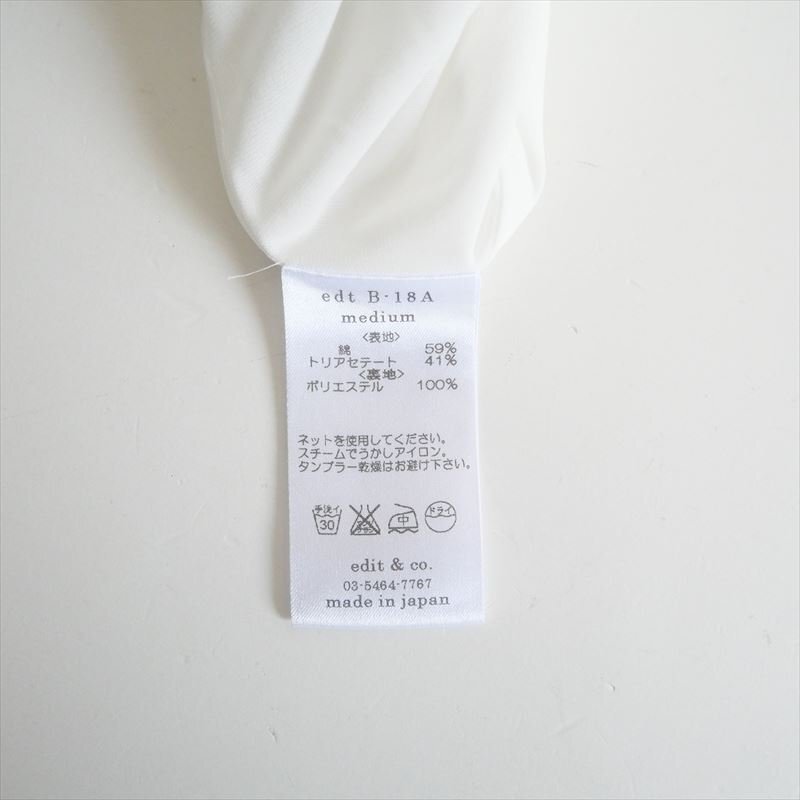 edt B-18A
medium
〈表地〉
綿 59%
トリアセテート 41%
〈裏地〉
ポリエステル 100%
ネットを使用してください。
スチームでうかしアイロン。
タンブラー乾燥はお避け下さい。
手洗イ 30 中 ドライ
edit & co.
03-5464-7767
made in japan